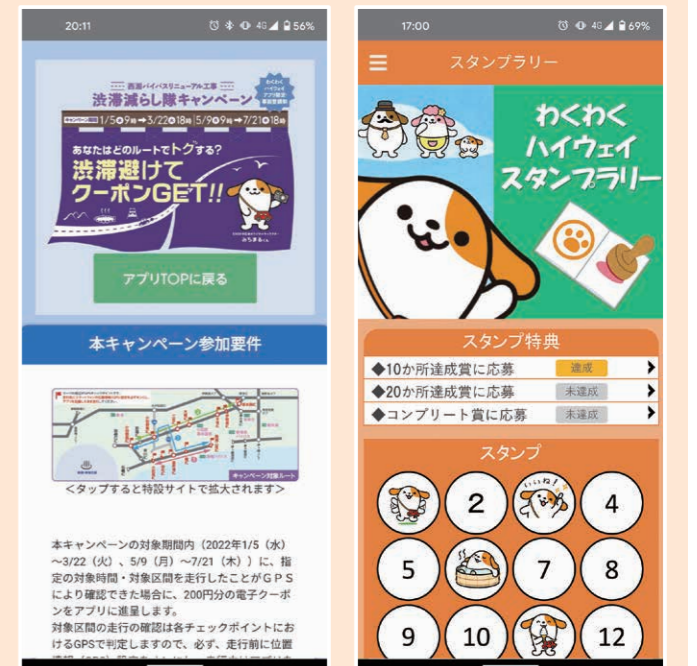 20:11
4G
56%
西湘バイパスリニューアル工事
渋滞減らし隊キャンペーン
わくわく
ハイウェイ
アプリ限定
キャンペーン期間
1/5水9時→3/22火18時
5/9月9時→7/21木18時
あなたはどのルートでトクする?
渋滞避けて
クーポンGET!!
みちまるくん
アプリTOPに戻る
本キャンペーン参加要件
キャンペーン対象ルート
<タップすると特設サイトで拡大されます>
本キャンペーンの対象期間内(2022年1/5(水)
~3/22(火)、5/9(月)~7/21(木))に、指
定の対象時間・対象区間を走行したことがGPS
により確認できた場合に、200円分の電子クーポ
ンをアプリに進呈します。
対象区間の走行の確認は各チェックポイントにお
けるGPSで判定しますので、必ず、走行前に位置
17:00
4G
69%
スタンプラリー
わくわく
ハイウェイ
スタンプラリー
スタンプ特典
◆10か所達成賞に応募
達成
◆20か所達成賞に応募
未達成
◆コンプリート賞に応募
未達成
スタンプ
2
いいね!
4
5
7
8
9
10
12